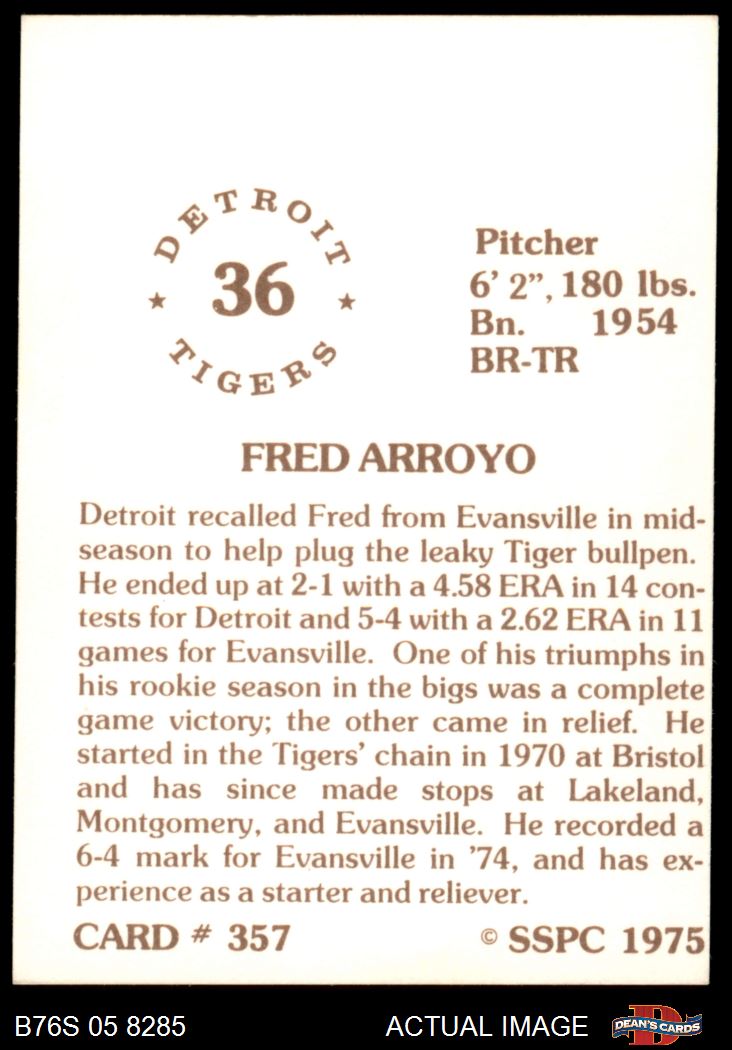 DETROIT
36
TIGERS
Pitcher
6' 2", 180 lbs.
Bn. 1954
BR-TR
FRED ARROYO
Detroit recalled Fred from Evansville in mid-
season to help plug the leaky Tiger bullpen.
He ended up at 2-1 with a 4.58 ERA in 14 con-
tests for Detroit and 5-4 with a 2.62 ERA in 11
games for Evansville. One of his triumphs in
his rookie season in the bigs was a complete
game victory; the other came in relief. He
started in the Tigers' chain in 1970 at Bristol
and has since made stops at Lakeland,
Montgomery, and Evansville. He recorded a
6-4 mark for Evansville in '74, and has ex-
perience as a starter and reliever.
CARD # 357 © SSPC 1975
B76S 05 8285 ACTUAL IMAGE D DEAN'S CARDS